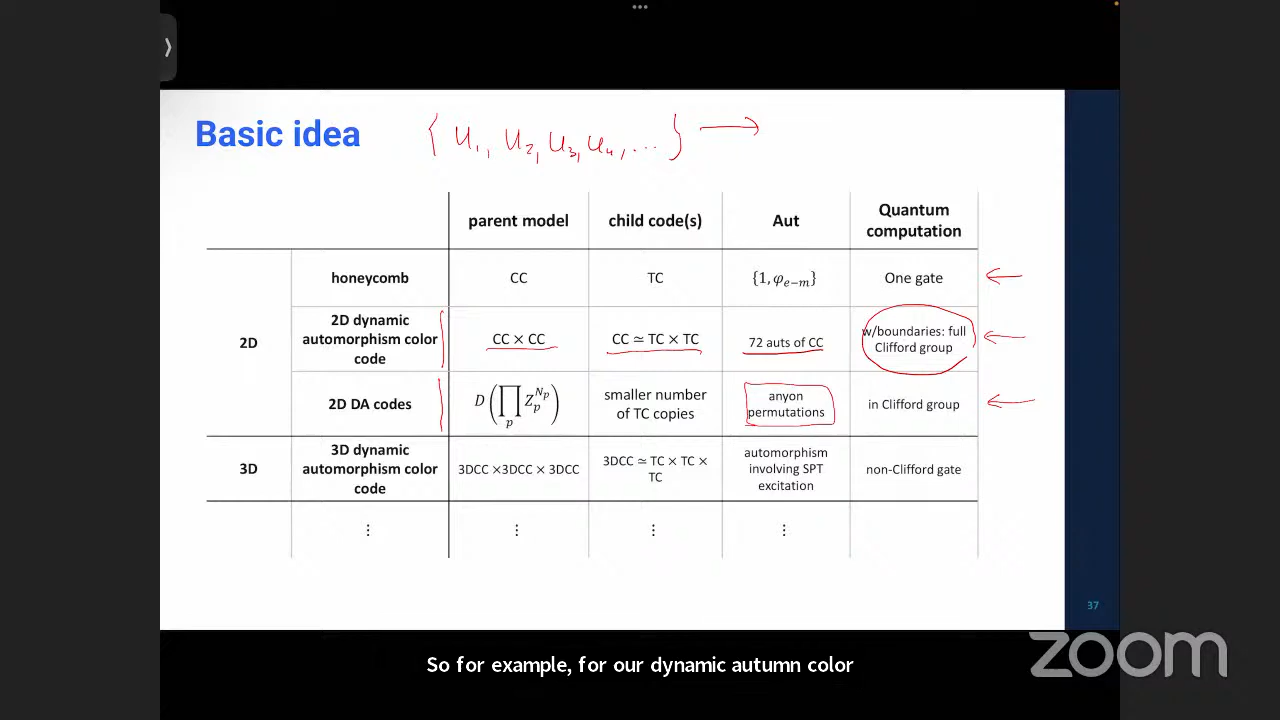 Basic idea
{ U₁, U₂, U₃, U₄, ... } →
parent model
child code(s)
Aut
Quantum
computation
2D
honeycomb
CC
TC
{1, φ_{e−m}}
One gate
2D dynamic
automorphism color
code
CC × CC
CC ≃ TC × TC
72 auts of CC
w/boundaries: full
Clifford group
2D DA codes
D(∏_p Z_p^{N_p})
smaller number
of TC copies
anyon
permutations
in Clifford group
3D
3D dynamic
automorphism color
code
3DCC ×3DCC × 3DCC
3DCC ≃ TC × TC ×
TC
automorphism
involving SPT
excitation
non-Clifford gate
⋮
⋮
⋮
⋮
37
So for example, for our dynamic autumn color
zoom